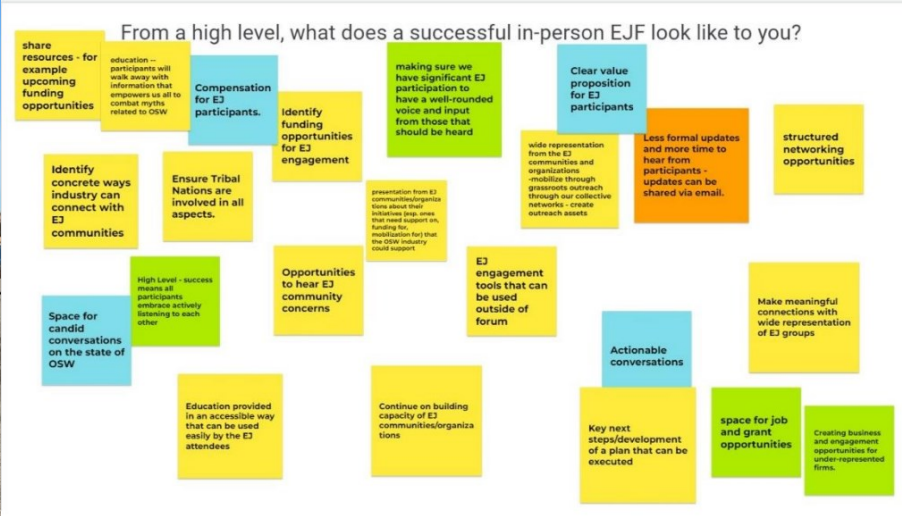 From a high level, what does a successful in-person EJF look like to you?
share
resources - for
example
upcoming
funding
opportunities
education --
participants will
walk away with
information that
empowers us all to
combat myths
related to OSW
Compensation
for EJ
participants.
Identify
funding
opportunities
for EJ
engagement
making sure we
have significant EJ
participation to
have a well-rounded
voice and input
from those that
should be heard
Clear value
proposition
for EJ
participants
wide representation
from the EJ
communities and
organizations
-mobilize through
grassroots outreach
through our collective
networks - create
outreach assets
Less formal updates
and more time to
hear from
participants -
updates can be
shared via email.
structured
networking
opportunities
Identify
concrete ways
industry can
connect with
EJ
communities
Ensure Tribal
Nations are
involved in all
aspects.
presentation from EJ
communities/organiza
tions about their
initiatives (esp. ones
that need support on,
funding for,
mobilization for) that
the OSW industry
could support
High Level - success
means all
participants
embrace actively
listening to each
other
Space for
candid
conversations
on the state of
OSW
Opportunities
to hear EJ
community
concerns
EJ
engagement
tools that can
be used
outside of
forum
Make meaningful
connections with
wide representation
of EJ groups
Actionable
conversations
Education provided
in an accessible way
that can be used
easily by the EJ
attendees
Continue on building
capacity of EJ
communities/organiza
tions
Key next
steps/development
of a plan that can be
executed
space for job
and grant
opportunities
Creating business
and engagement
opportunities for
under-represented
firms.